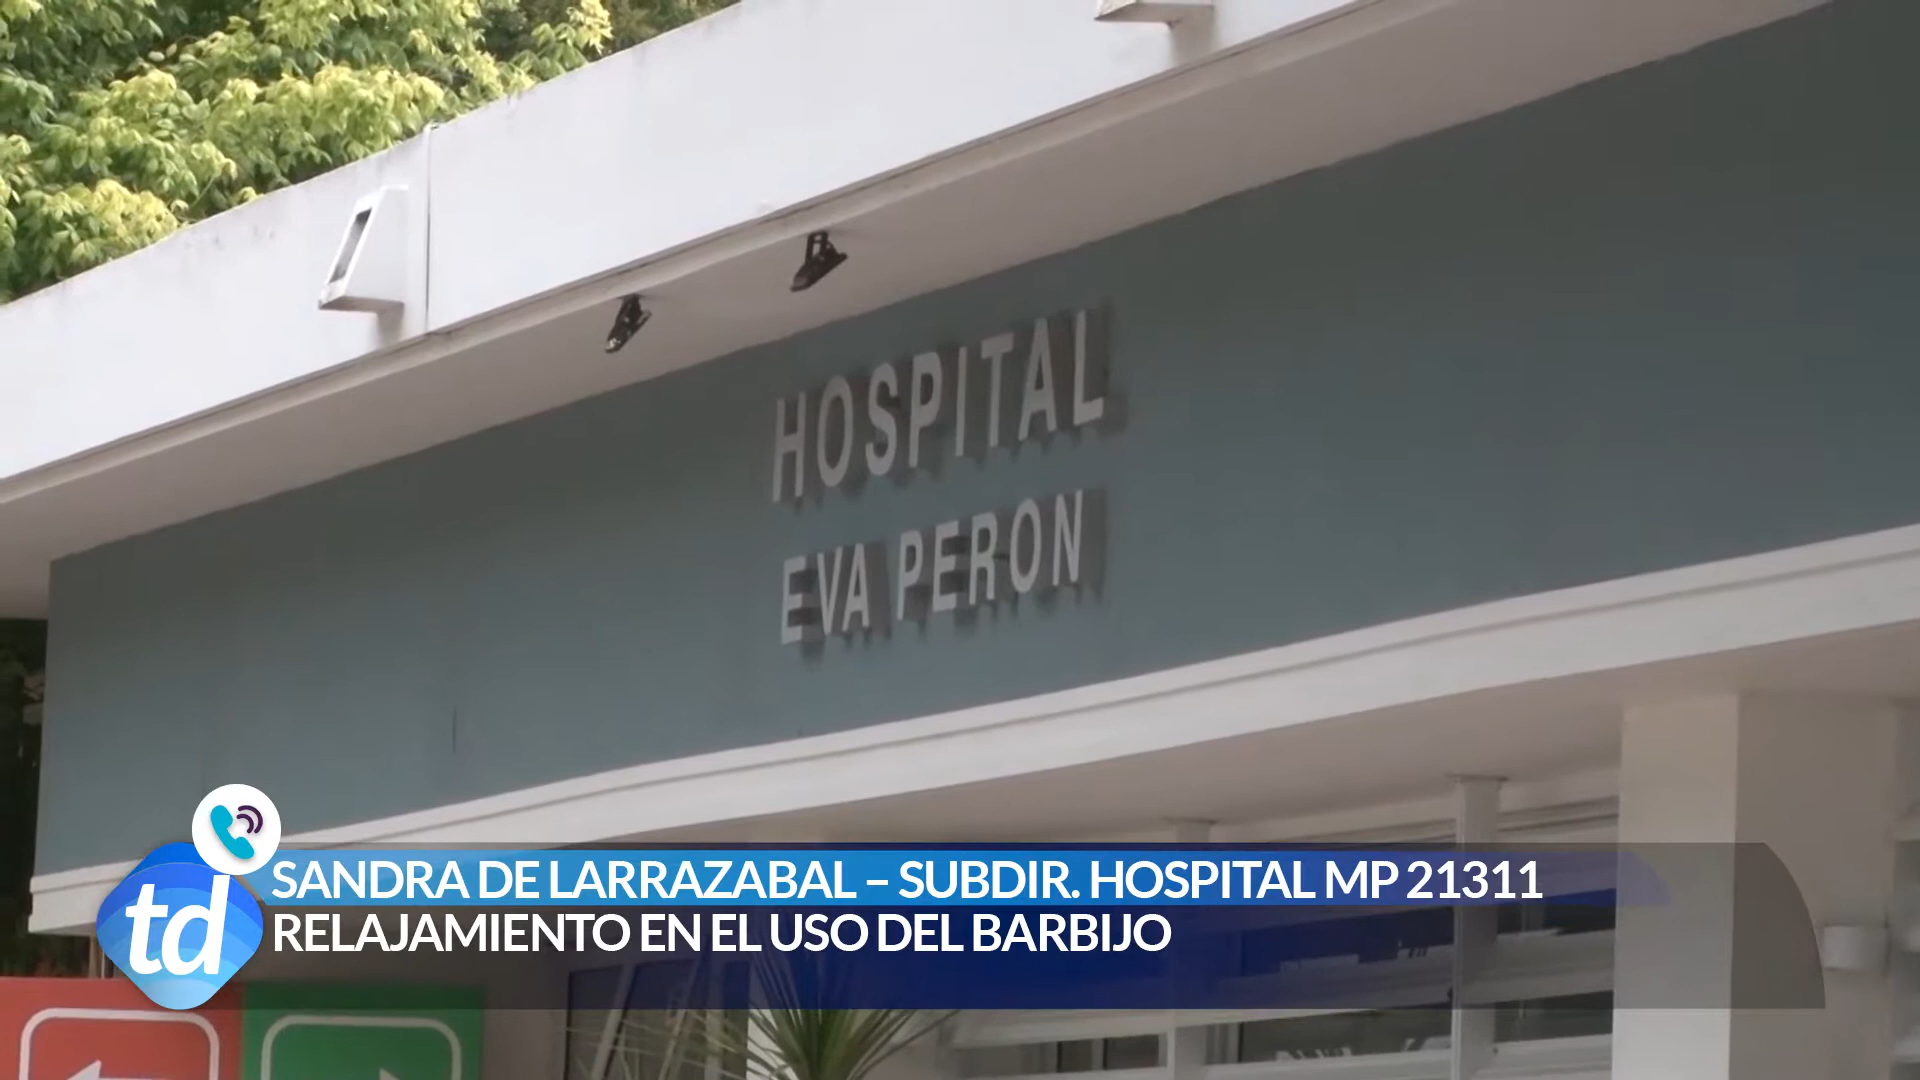 HOSPITAL
EVA PERON
SANDRA DE LARRAZABAL – SUBDIR. HOSPITAL MP 21311
td
RELAJAMIENTO EN EL USO DEL BARBIJO